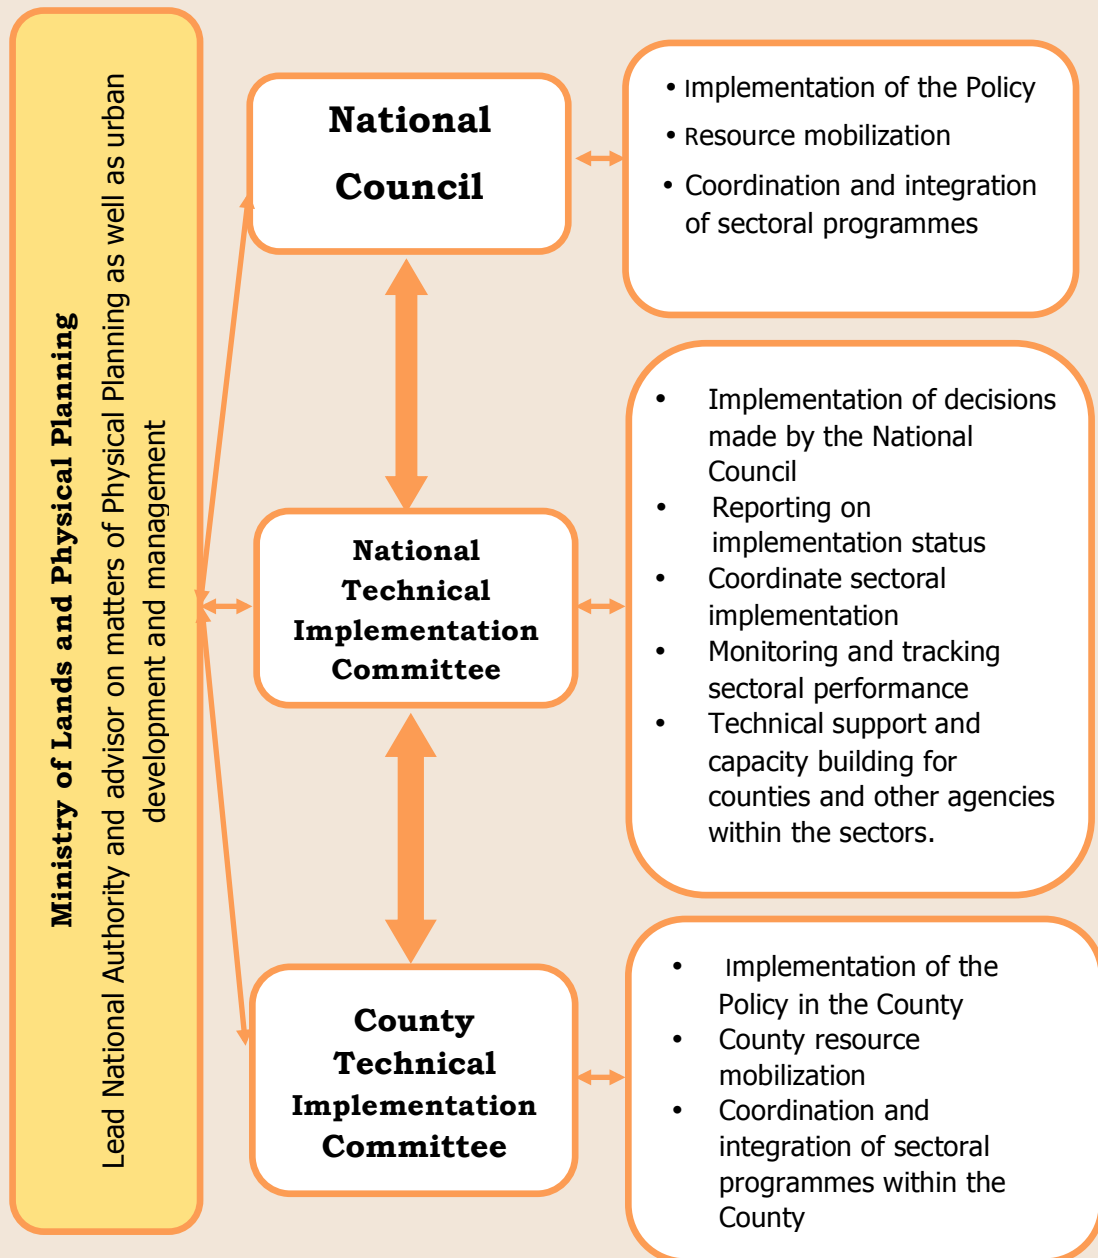 Ministry of Lands and Physical Planning
Lead National Authority and advisor on matters of Physical Planning as well as urban
development and management
National
Council
• Implementation of the Policy
• Resource mobilization
• Coordination and integration
of sectoral programmes
National
Technical
Implementation
Committee
• Implementation of decisions
made by the National
Council
• Reporting on
implementation status
• Coordinate sectoral
implementation
• Monitoring and tracking
sectoral performance
• Technical support and
capacity building for
counties and other agencies
within the sectors.
County
Technical
Implementation
Committee
• Implementation of the
Policy in the County
• County resource
mobilization
• Coordination and
integration of sectoral
programmes within the
County